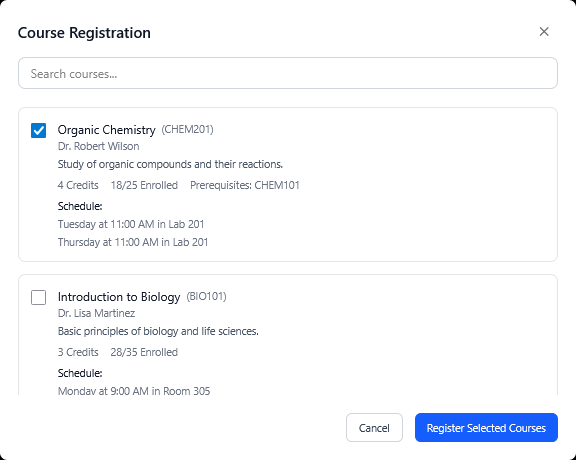 Course Registration
Search courses...
Organic Chemistry (CHEM201)
Dr. Robert Wilson
Study of organic compounds and their reactions.
4 Credits 18/25 Enrolled Prerequisites: CHEM101
Schedule:
Tuesday at 11:00 AM in Lab 201
Thursday at 11:00 AM in Lab 201
Introduction to Biology (BIO101)
Dr. Lisa Martinez
Basic principles of biology and life sciences.
3 Credits 28/35 Enrolled
Schedule:
Monday at 9:00 AM in Room 305
Cancel Register Selected Courses